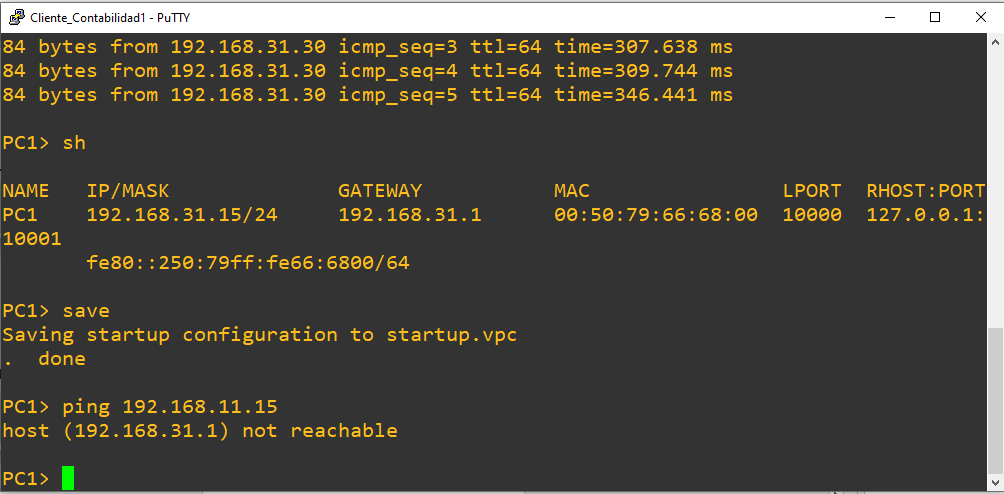 Cliente_Contabilidad1 - PuTTY
84 bytes from 192.168.31.30 icmp_seq=3 ttl=64 time=307.638 ms
84 bytes from 192.168.31.30 icmp_seq=4 ttl=64 time=309.744 ms
84 bytes from 192.168.31.30 icmp_seq=5 ttl=64 time=346.441 ms
PC1> sh
NAME   IP/MASK              GATEWAY           MAC                LPORT  RHOST:PORT
PC1    192.168.31.15/24     192.168.31.1      00:50:79:66:68:00  10000  127.0.0.1:
10001
       fe80::250:79ff:fe66:6800/64
PC1> save
Saving startup configuration to startup.vpc
.  done
PC1> ping 192.168.11.15
host (192.168.31.1) not reachable
PC1>